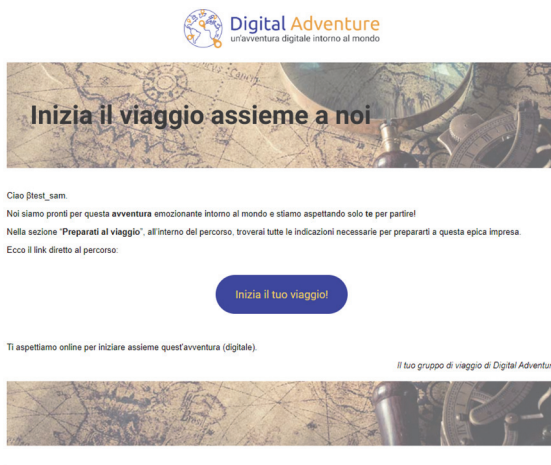 Digital Adventure
un'avventura digitale intorno al mondo
Inizia il viaggio assieme a noi
Ciao βtest_sam.
Noi siamo pronti per questa avventura emozionante intorno al mondo e stiamo aspettando solo te per partire!
Nella sezione "Preparati al viaggio", all'interno del percorso, troverai tutte le indicazioni necessarie per prepararti a questa epica impresa.
Ecco il link diretto al percorso:
Inizia il tuo viaggio!
Ti aspettiamo online per iniziare assieme quest'avventura (digitale).
Il tuo gruppo di viaggio di Digital Adventur